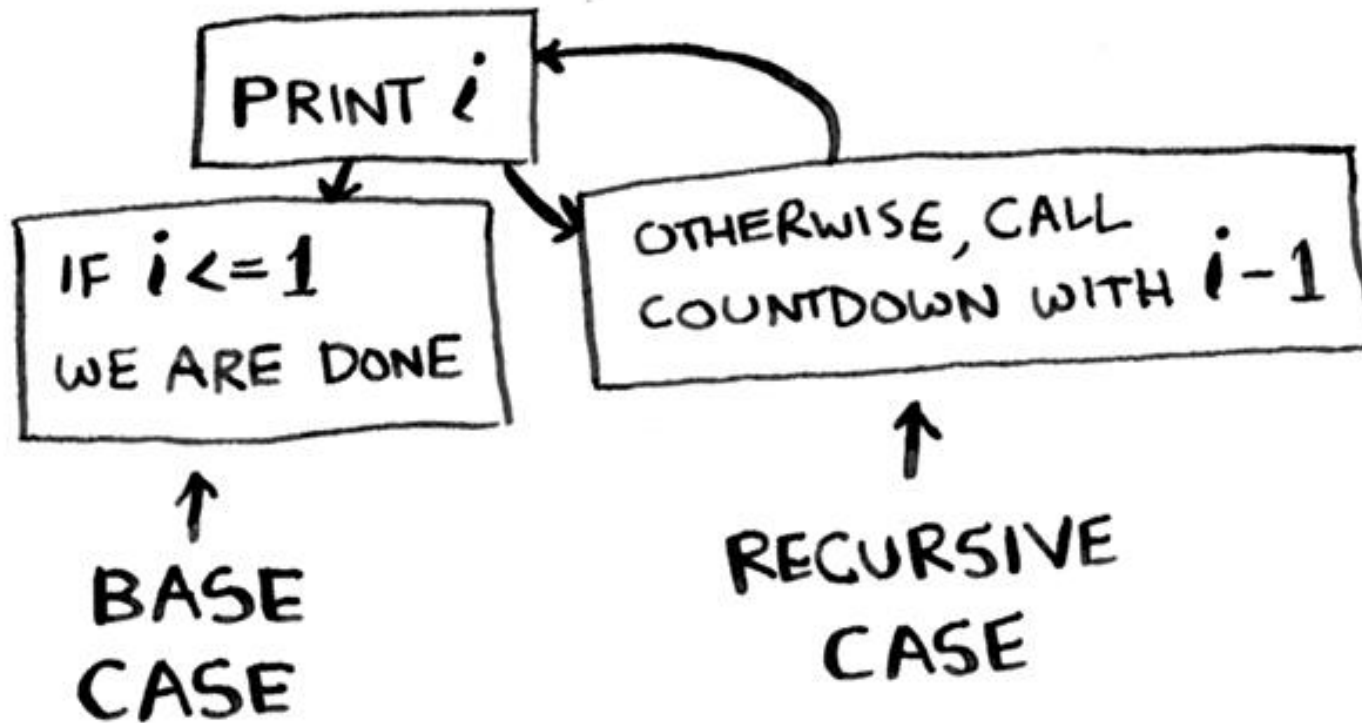 PRINT i
IF i <= 1
WE ARE DONE
OTHERWISE, CALL
COUNTDOWN WITH i - 1
BASE
CASE
RECURSIVE
CASE